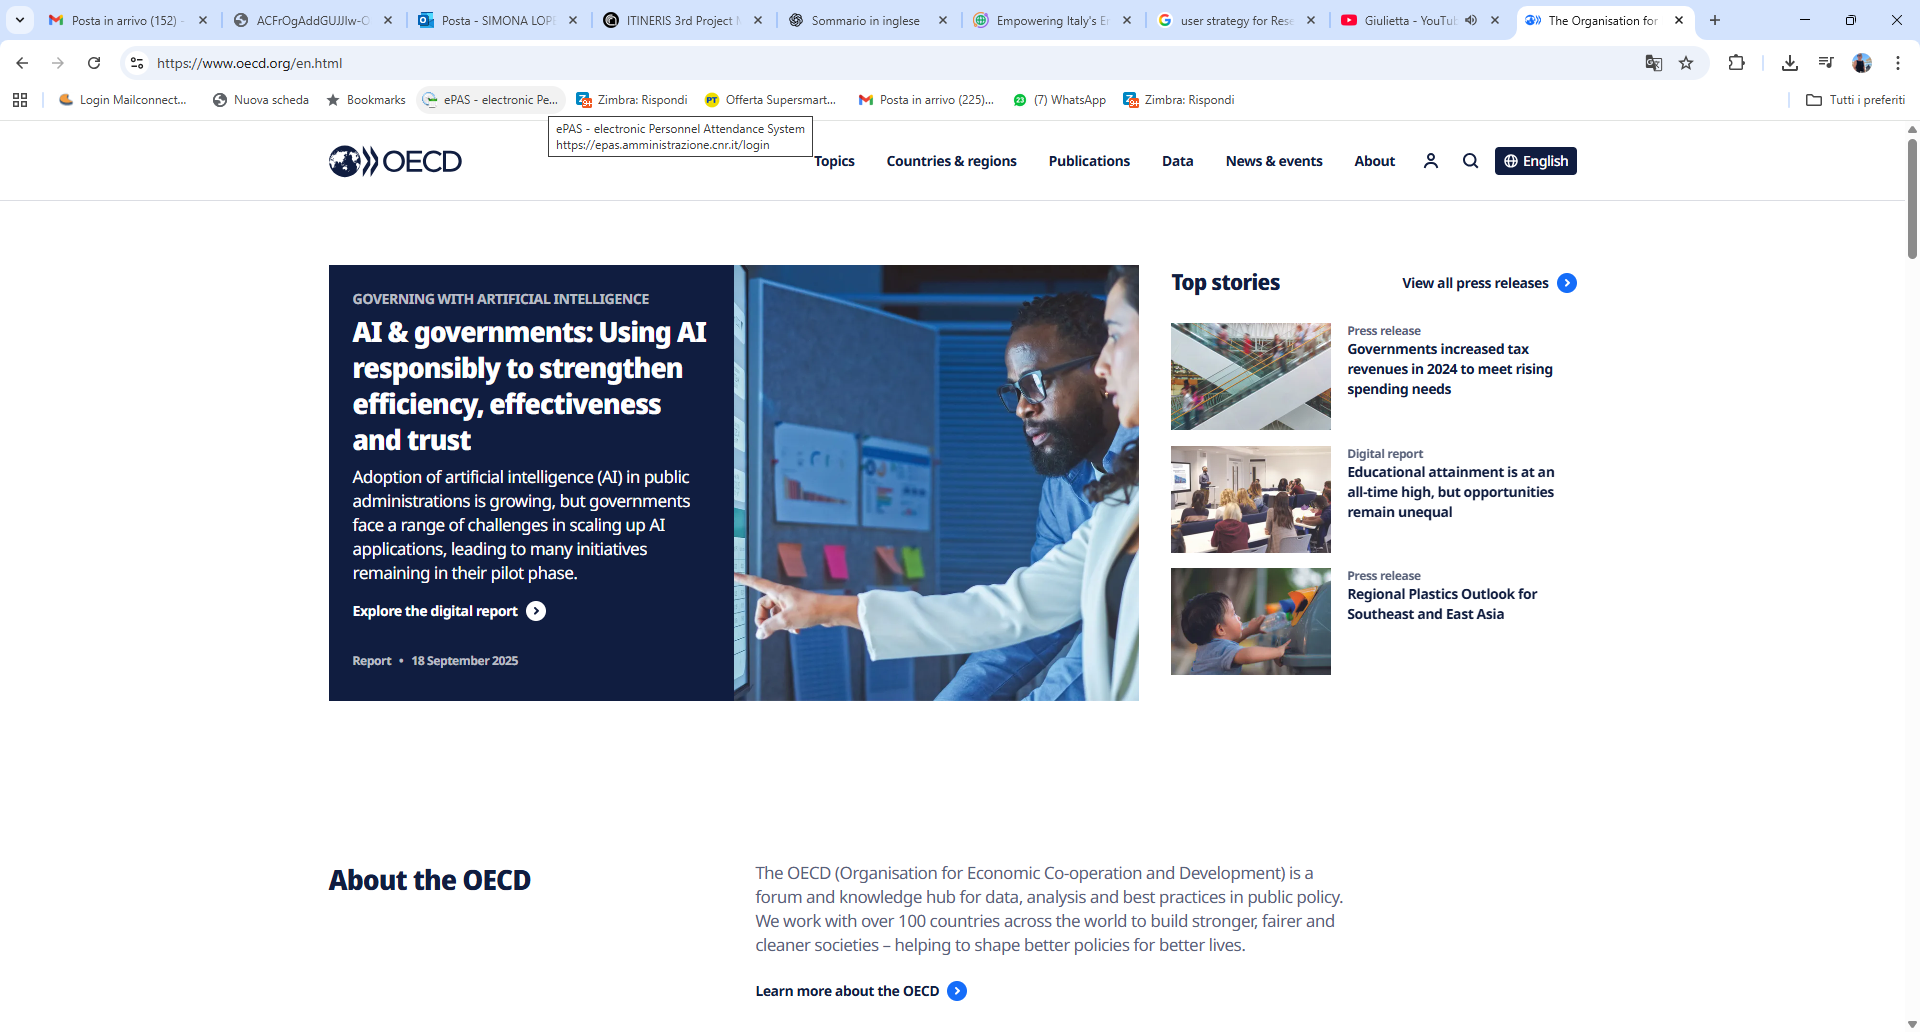 Posta in arrivo (152) -
ACFrOgAddGUJJlw-O
Posta - SIMONA LOPE
ITINERIS 3rd Project M
Sommario in inglese
Empowering Italy's En
user strategy for Rese
Giulietta - YouTu
The Organisation for
https://www.oecd.org/en.html
Login Mailconnect...
Nuova scheda
Bookmarks
ePAS - electronic Pe...
Zimbra: Rispondi
Offerta Supersmart...
Posta in arrivo (225)...
(7) WhatsApp
Zimbra: Rispondi
Tutti i preferiti
ePAS - electronic Personnel Attendance System
https://epas.amministrazione.cnr.it/login
OECD
Topics
Countries & regions
Publications
Data
News & events
About
English
GOVERNING WITH ARTIFICIAL INTELLIGENCE
AI & governments: Using AI
responsibly to strengthen
efficiency, effectiveness
and trust
Adoption of artificial intelligence (AI) in public
administrations is growing, but governments
face a range of challenges in scaling up AI
applications, leading to many initiatives
remaining in their pilot phase.
Explore the digital report
Report • 18 September 2025
Top stories
View all press releases
Press release
Governments increased tax
revenues in 2024 to meet rising
spending needs
Digital report
Educational attainment is at an
all-time high, but opportunities
remain unequal
Press release
Regional Plastics Outlook for
Southeast and East Asia
About the OECD
The OECD (Organisation for Economic Co-operation and Development) is a
forum and knowledge hub for data, analysis and best practices in public policy.
We work with over 100 countries across the world to build stronger, fairer and
cleaner societies – helping to shape better policies for better lives.
Learn more about the OECD